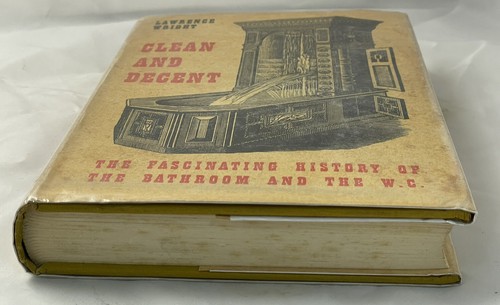 LAWRENCE
WRIGHT
CLEAN
AND
DECENT
THE FASCINATING HISTORY OF
THE BATHROOM AND THE W.C.